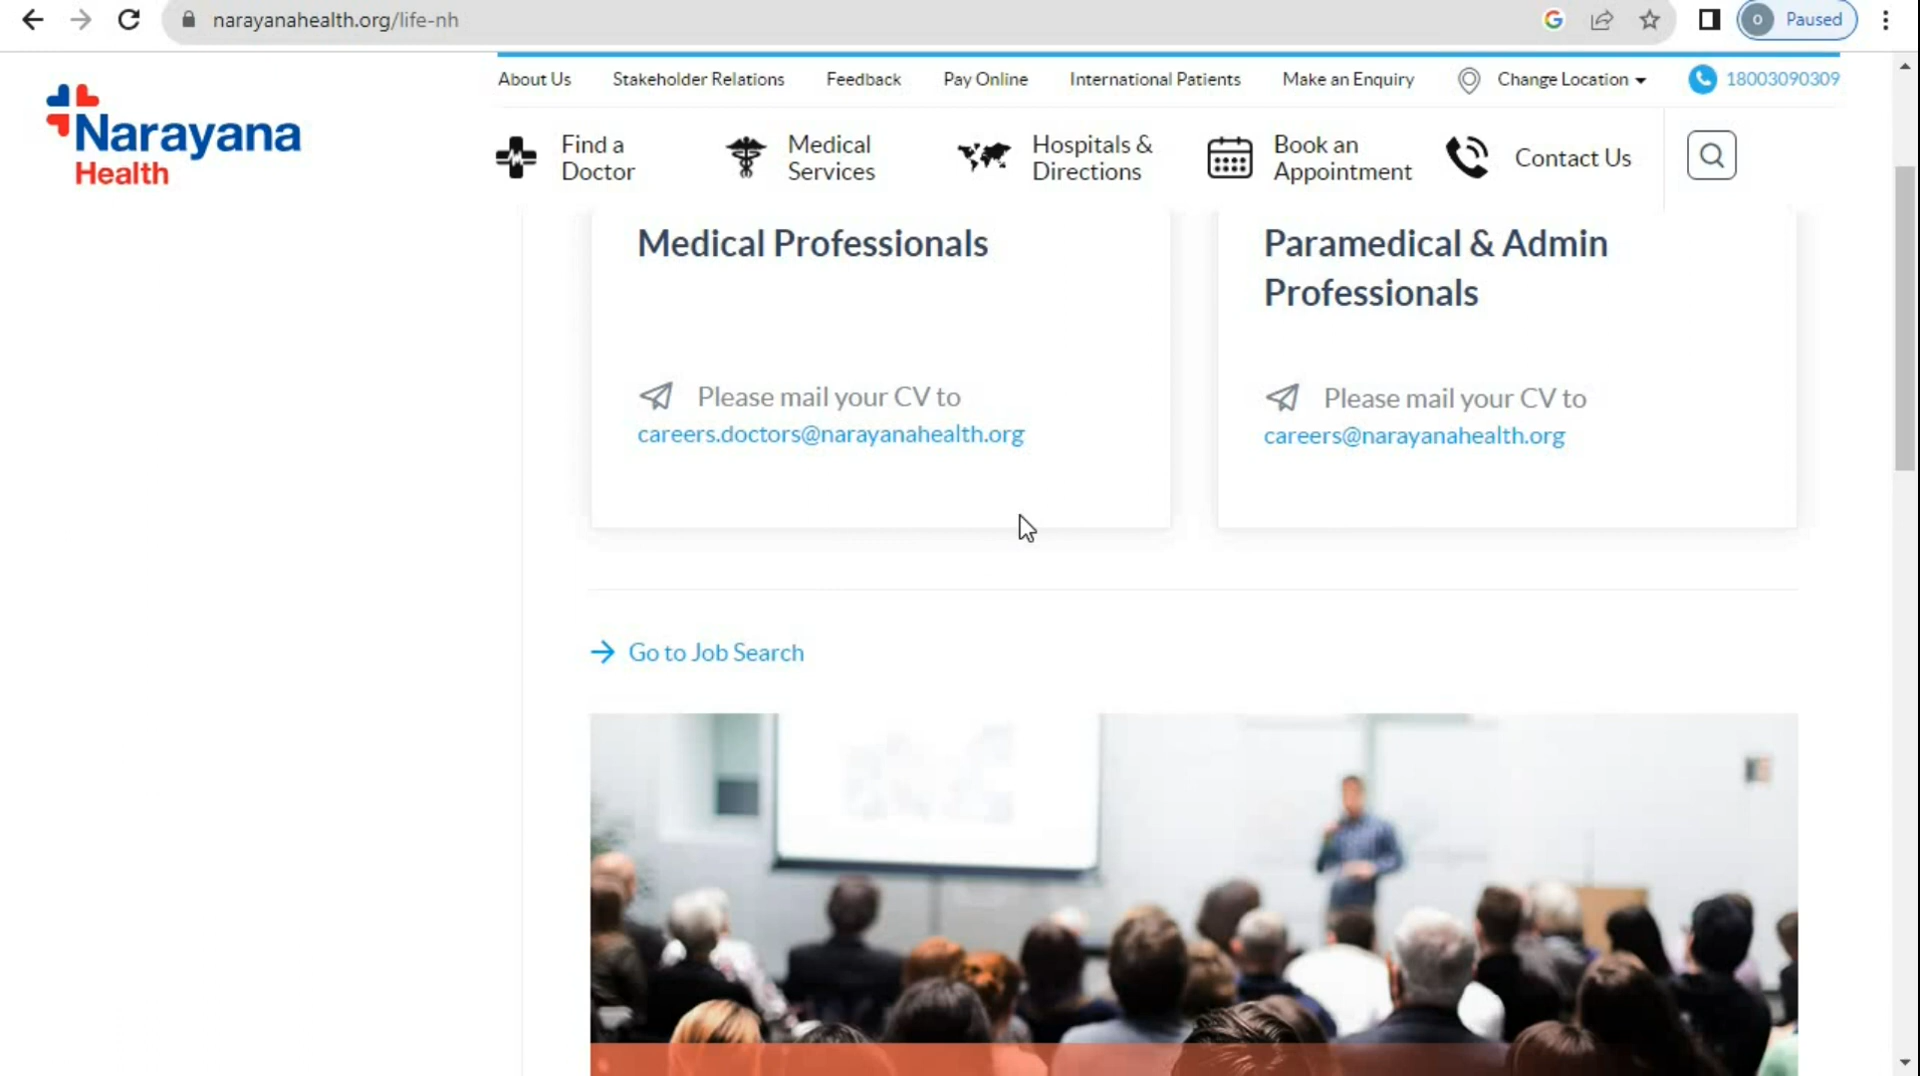 narayanahealth.org/life-nh
Paused
About Us Stakeholder Relations Feedback Pay Online International Patients Make an Enquiry Change Location 18003090309
Narayana
Health
Find a
Doctor
Medical
Services
Hospitals &
Directions
Book an
Appointment
Contact Us
Medical Professionals
Please mail your CV to
careers.doctors@narayanahealth.org
Paramedical & Admin
Professionals
Please mail your CV to
careers@narayanahealth.org
Go to Job Search